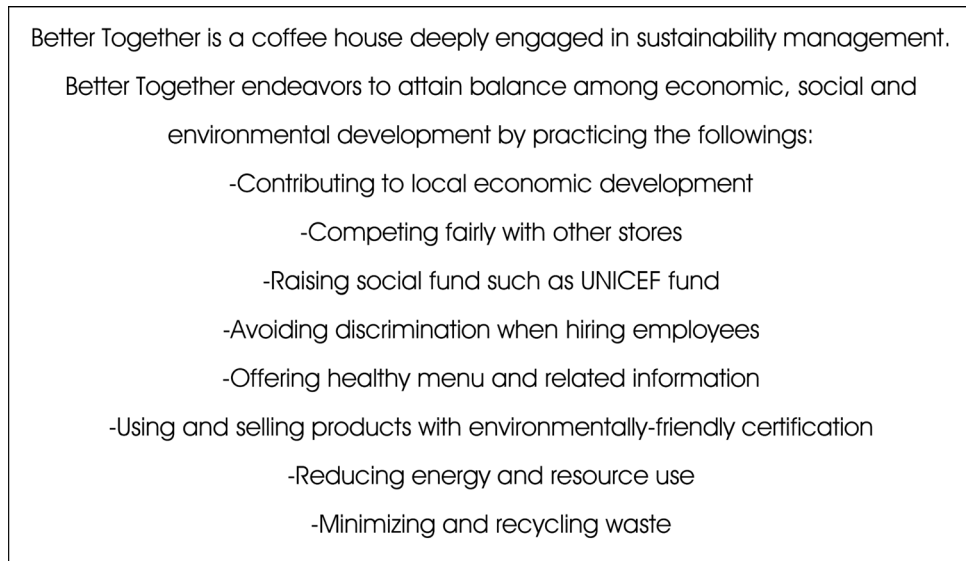 Better Together is a coffee house deeply engaged in sustainability management.
Better Together endeavors to attain balance among economic, social and
environmental development by practicing the followings:
-Contributing to local economic development
-Competing fairly with other stores
-Raising social fund such as UNICEF fund
-Avoiding discrimination when hiring employees
-Offering healthy menu and related information
-Using and selling products with environmentally-friendly certification
-Reducing energy and resource use
-Minimizing and recycling waste